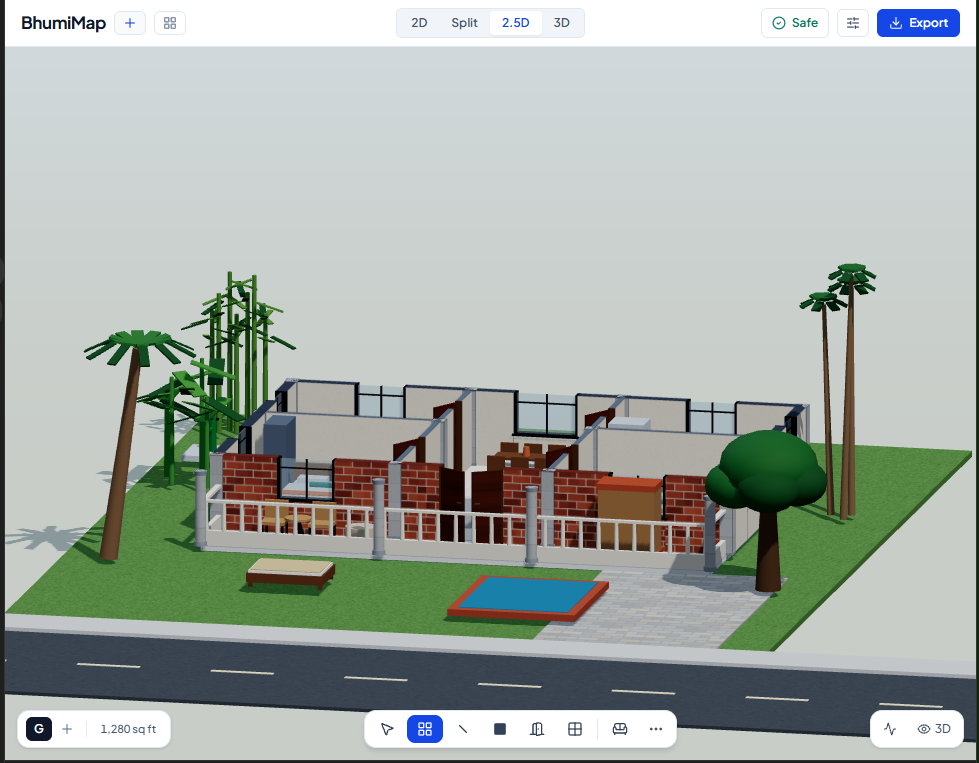 BhumiMap
2D Split 2.5D 3D
Safe
Export
G
1,280 sq ft
3D